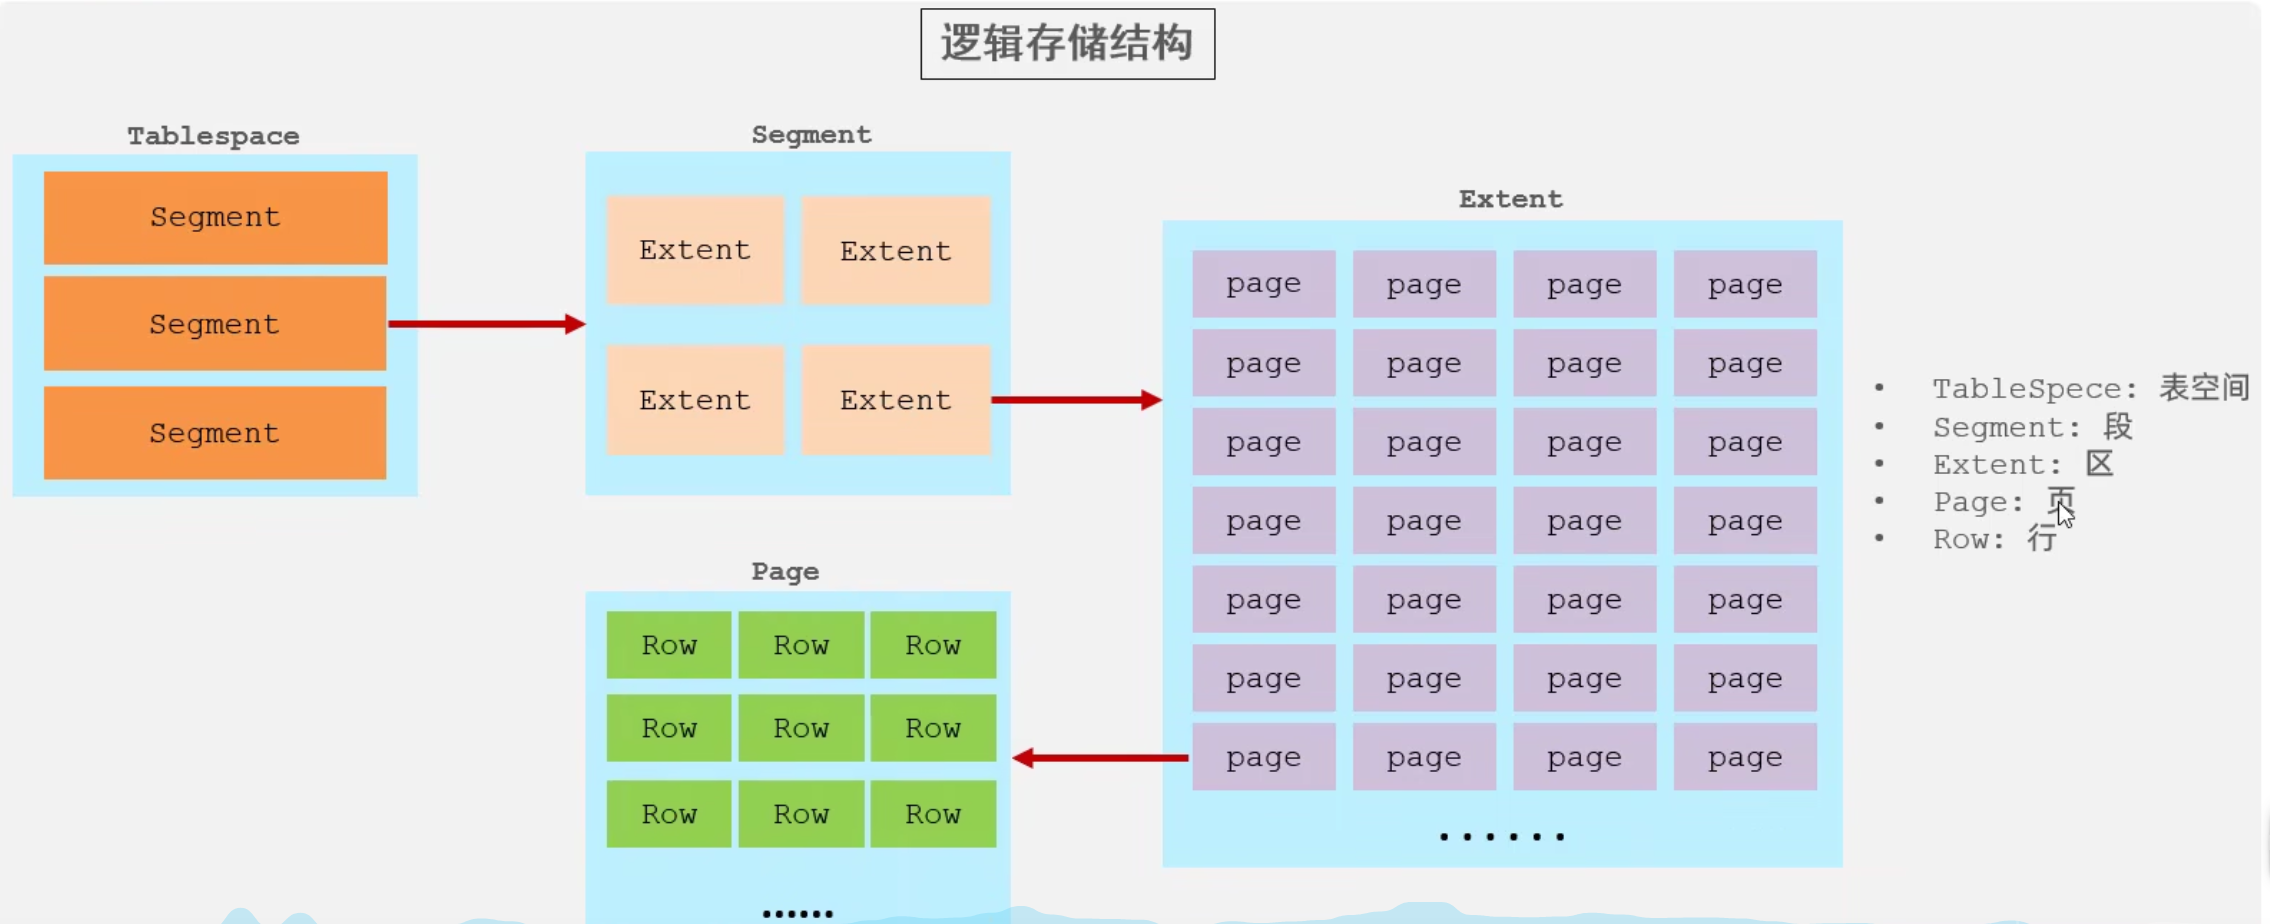 逻辑存储结构
Tablespace
Segment
Segment
Segment
Segment
Extent Extent
Extent Extent
Extent
page page page page
page page page page
page page page page
page page page page
page page page page
page page page page
page page page page
......
Page
Row Row Row
Row Row Row
Row Row Row
......
• TableSpece: 表空间
• Segment: 段
• Extent: 区
• Page: 页
• Row: 行